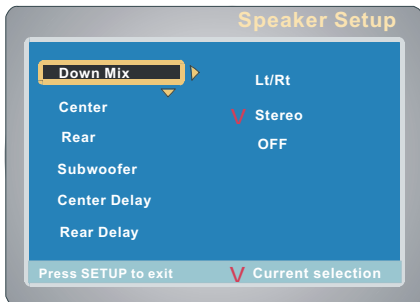 Speaker Setup
Down Mix
Lt/Rt
Center
V Stereo
Rear
OFF
Subwoofer
Center Delay
Rear Delay
Press SETUP to exit V Current selection